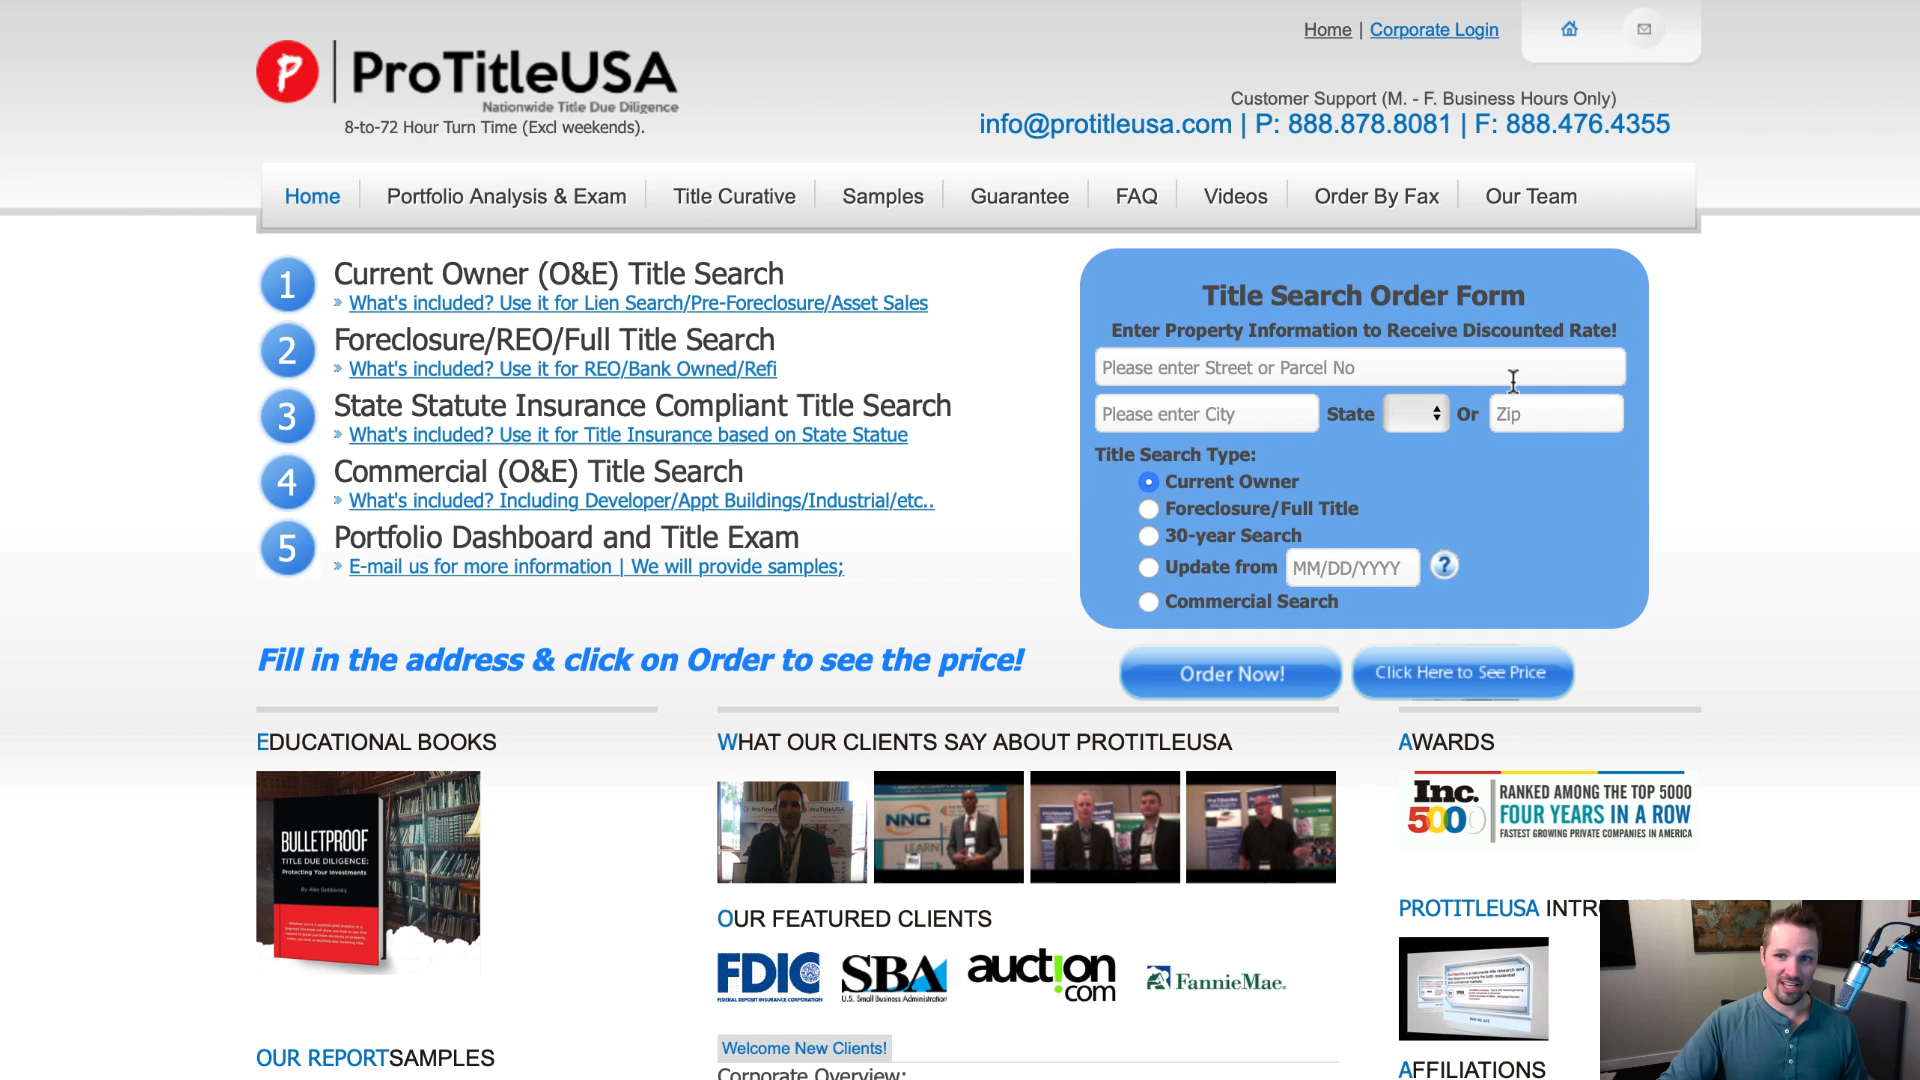 Home | Corporate Login
P ProTitleUSA
Nationwide Title Due Diligence
8-to-72 Hour Turn Time (Excl weekends).
Customer Support (M. - F. Business Hours Only)
info@protitleusa.com | P: 888.878.8081 | F: 888.476.4355
Home Portfolio Analysis & Exam Title Curative Samples Guarantee FAQ Videos Order By Fax Our Team
1 Current Owner (O&E) Title Search
» What's included? Use it for Lien Search/Pre-Foreclosure/Asset Sales
2 Foreclosure/REO/Full Title Search
» What's included? Use it for REO/Bank Owned/Refi
3 State Statute Insurance Compliant Title Search
» What's included? Use it for Title Insurance based on State Statue
4 Commercial (O&E) Title Search
» What's included? Including Developer/Appt Buildings/Industrial/etc..
5 Portfolio Dashboard and Title Exam
» E-mail us for more information | We will provide samples;
Fill in the address & click on Order to see the price!
Title Search Order Form
Enter Property Information to Receive Discounted Rate!
Please enter Street or Parcel No
Please enter City State Or Zip
Title Search Type:
Current Owner
Foreclosure/Full Title
30-year Search
Update from MM/DD/YYYY ?
Commercial Search
Order Now! Click Here to See Price
EDUCATIONAL BOOKS
BULLETPROOF
TITLE DUE DILIGENCE:
Protecting Your Investments
By Alex Goldovsky
OUR REPORTSAMPLES
WHAT OUR CLIENTS SAY ABOUT PROTITLEUSA
ProTitleUSA
NNG
LEARN
OUR FEATURED CLIENTS
FDIC
FEDERAL DEPOSIT INSURANCE CORPORATION
SBA
U.S. Small Business Administration
auction.com
FannieMae.
Welcome New Clients!
Corporate Overview:
AWARDS
Inc.
5000
RANKED AMONG THE TOP 5000
FOUR YEARS IN A ROW
FASTEST GROWING PRIVATE COMPANIES IN AMERICA
PROTITLEUSA
AFFILIATIONS